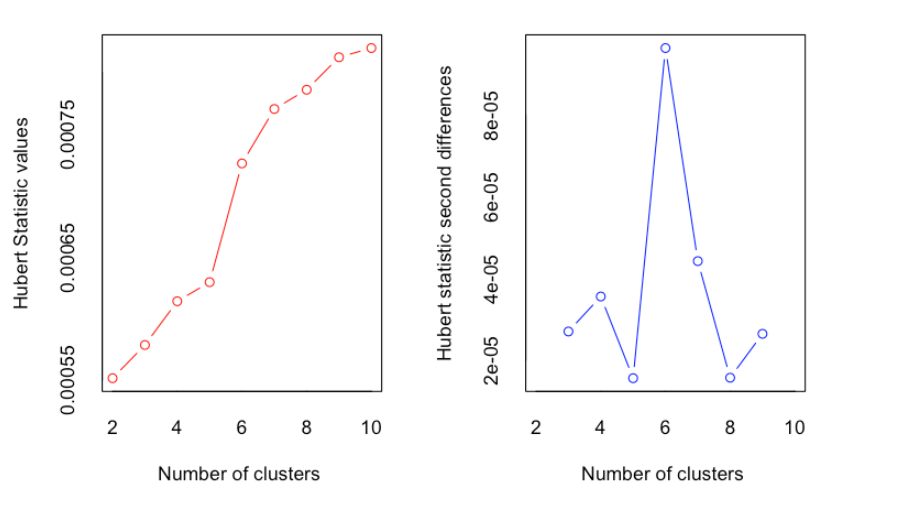 Hubert Statistic values
0.00055 0.00065 0.00075
2 4 6 8 10
Number of clusters
Hubert statistic second differences
2e-05 4e-05 6e-05 8e-05
2 4 6 8 10
Number of clusters